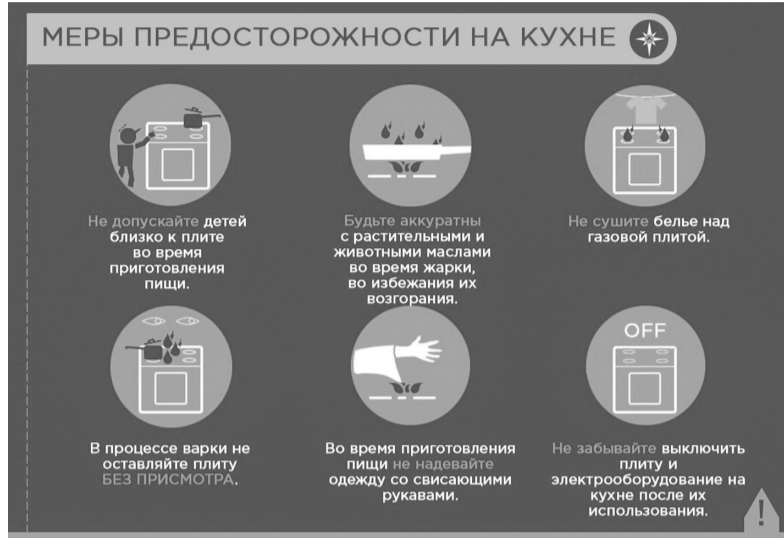 МЕРЫ ПРЕДОСТОРОЖНОСТИ НА КУХНЕ
Не допускайте детей
близко к плите
во время
приготовления
пищи.
Будьте аккуратны
с растительными и
животными маслами
во время жарки,
во избежания их
возгорания.
Не сушите белье над
газовой плитой.
В процессе варки не
оставляйте плиту
БЕЗ ПРИСМОТРА.
Во время приготовления
пищи не надевайте
одежду со свисающими
рукавами.
OFF
Не забывайте выключить
плиту и
электрооборудование на
кухне после их
использования.
!